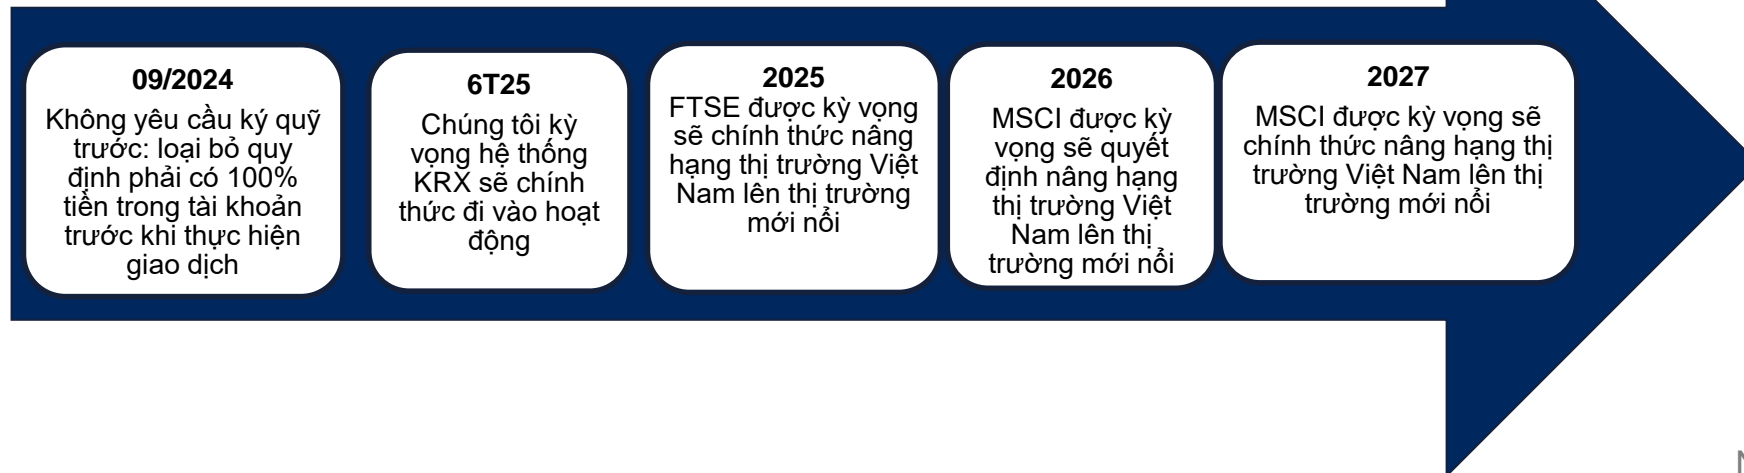 09/2024
Không yêu cầu ký quỹ
trước: loại bỏ quy
định phải có 100%
tiền trong tài khoản
trước khi thực hiện
giao dịch
6T25
Chúng tôi kỳ
vọng hệ thống
KRX sẽ chính
thức đi vào hoạt
động
2025
FTSE được kỳ vọng
sẽ chính thức nâng
hạng thị trường Việt
Nam lên thị trường
mới nổi
2026
MSCI được kỳ
vọng sẽ quyết
định nâng hạng
thị trường Việt
Nam lên thị
trường mới nổi
2027
MSCI được kỳ vọng sẽ
chính thức nâng hạng thị
trường Việt Nam lên thị
trường mới nổi